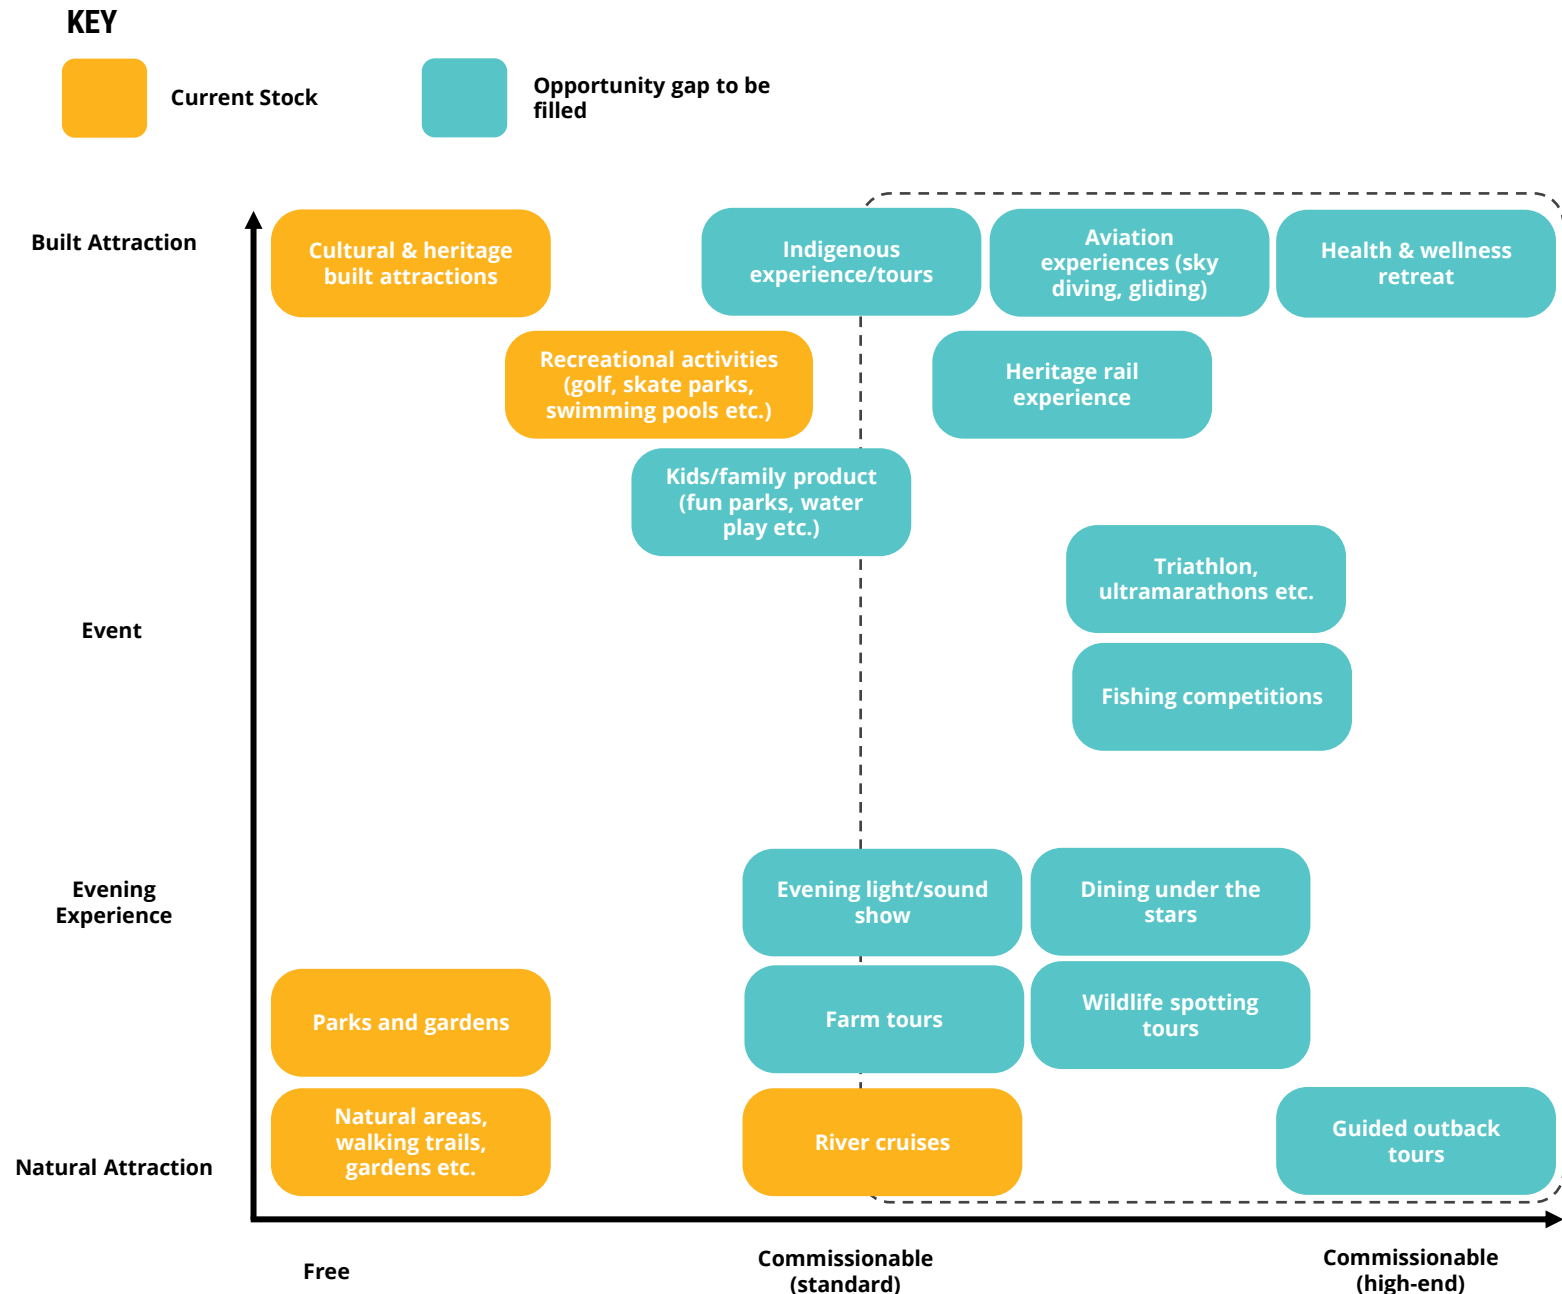 KEY
Current Stock
Opportunity gap to be
filled
Built Attraction
Cultural & heritage
built attractions
Indigenous
experience/tours
Aviation
experiences (sky
diving, gliding)
Health & wellness
retreat
Recreational activities
(golf, skate parks,
swimming pools etc.)
Heritage rail
experience
Kids/family product
(fun parks, water
play etc.)
Triathlon,
ultramarathons etc.
Event
Fishing competitions
Evening
Experience
Evening light/sound
show
Dining under the
stars
Parks and gardens
Farm tours
Wildlife spotting
tours
Natural Attraction
Natural areas,
walking trails,
gardens etc.
River cruises
Guided outback
tours
Free
Commissionable
(standard)
Commissionable
(high-end)